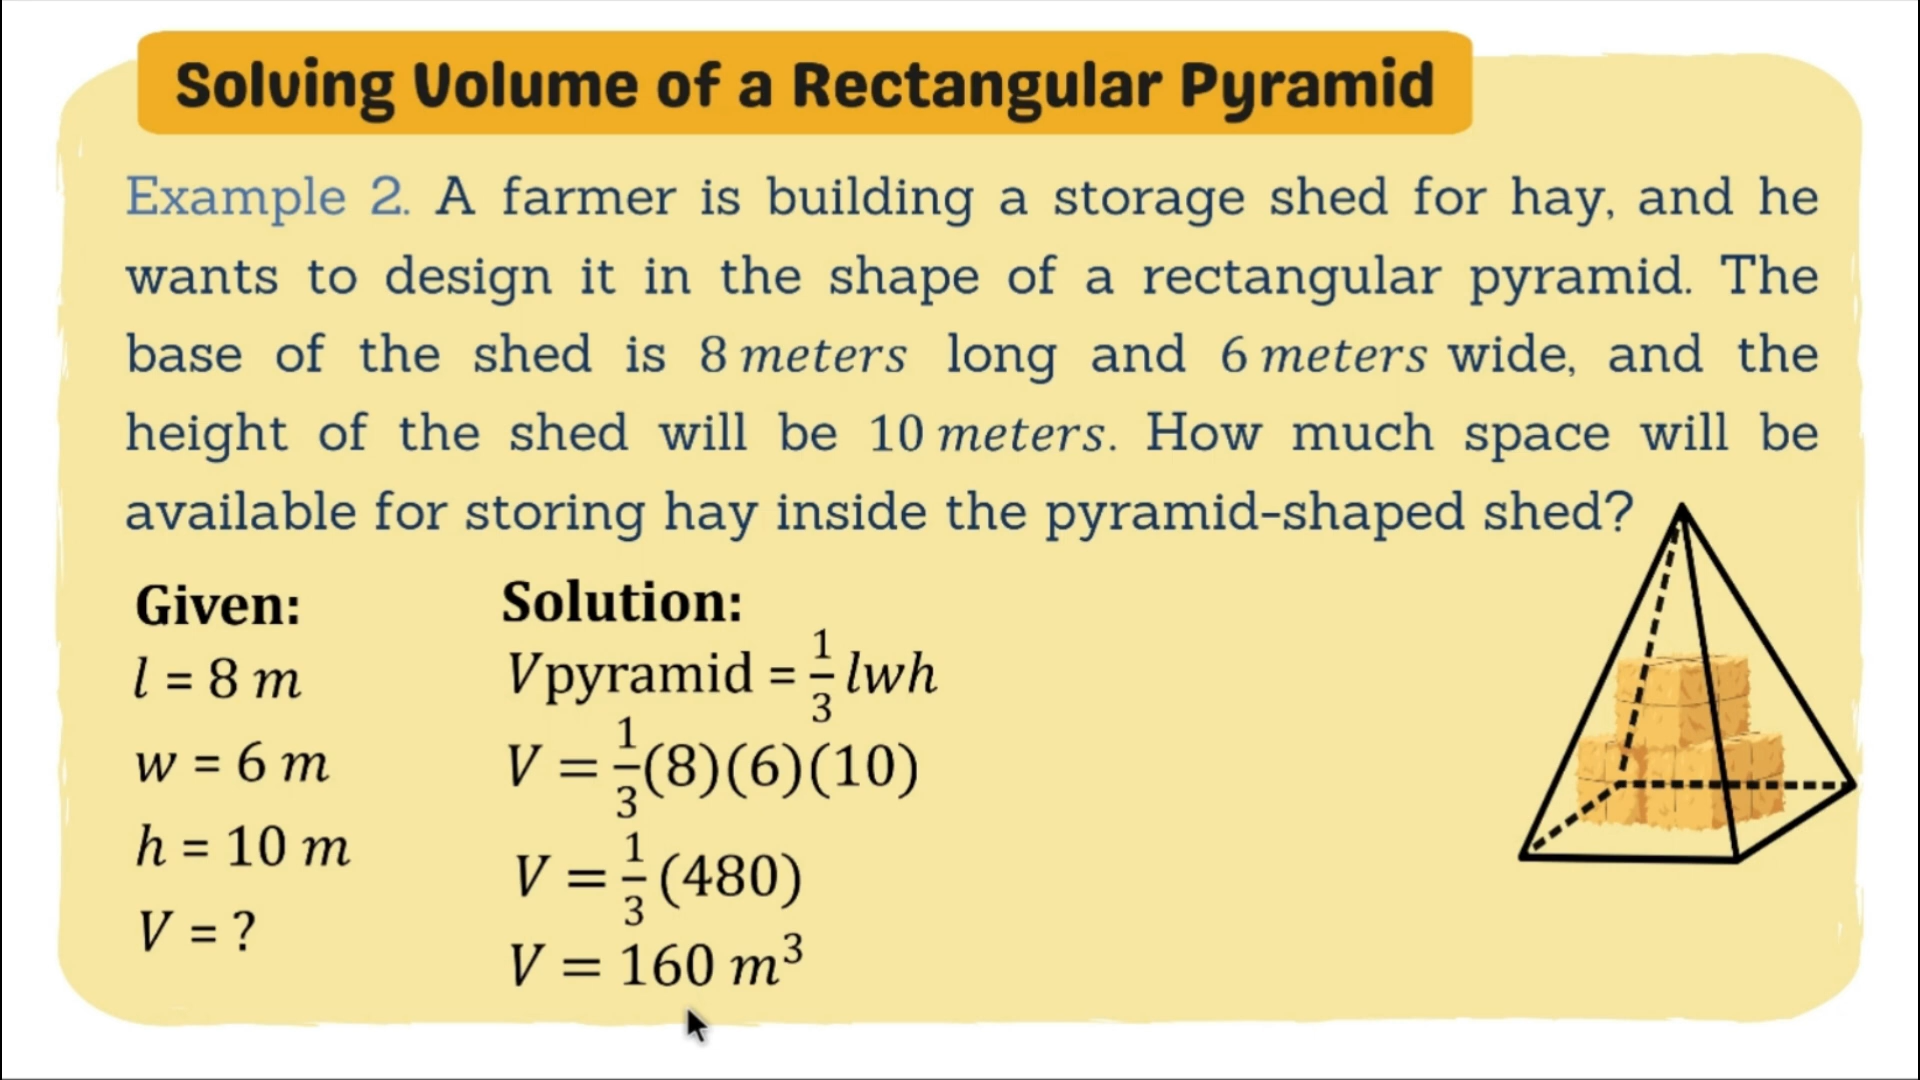 Solving Volume of a Rectangular Pyramid
Example 2. A farmer is building a storage shed for hay, and he
wants to design it in the shape of a rectangular pyramid. The
base of the shed is 8 meters long and 6 meters wide, and the
height of the shed will be 10 meters. How much space will be
available for storing hay inside the pyramid-shaped shed?
Given:
l = 8 m
w = 6 m
h = 10 m
V = ?
Solution:
Vpyramid = 1/3 lwh
V = 1/3 (8)(6)(10)
V = 1/3 (480)
V = 160 m³